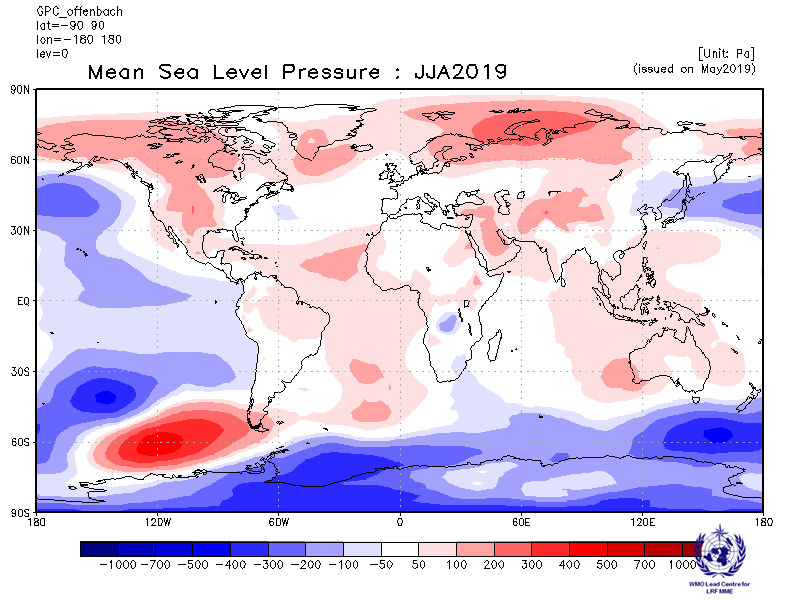 GPC_offenbach
lat=-90 90
lon=-180 180
lev=0
[Unit: Pa]
Mean Sea Level Pressure : JJA2019
(issued on May2019)
90N
60N
30N
EQ
30S
60S
90S
180 120W 60W 0 60E 120E 180
-1000 -700 -500 -400 -300 -200 -100 -50 50 100 200 300 400 500 700 1000
WMO Lead Centre for
LRF MME